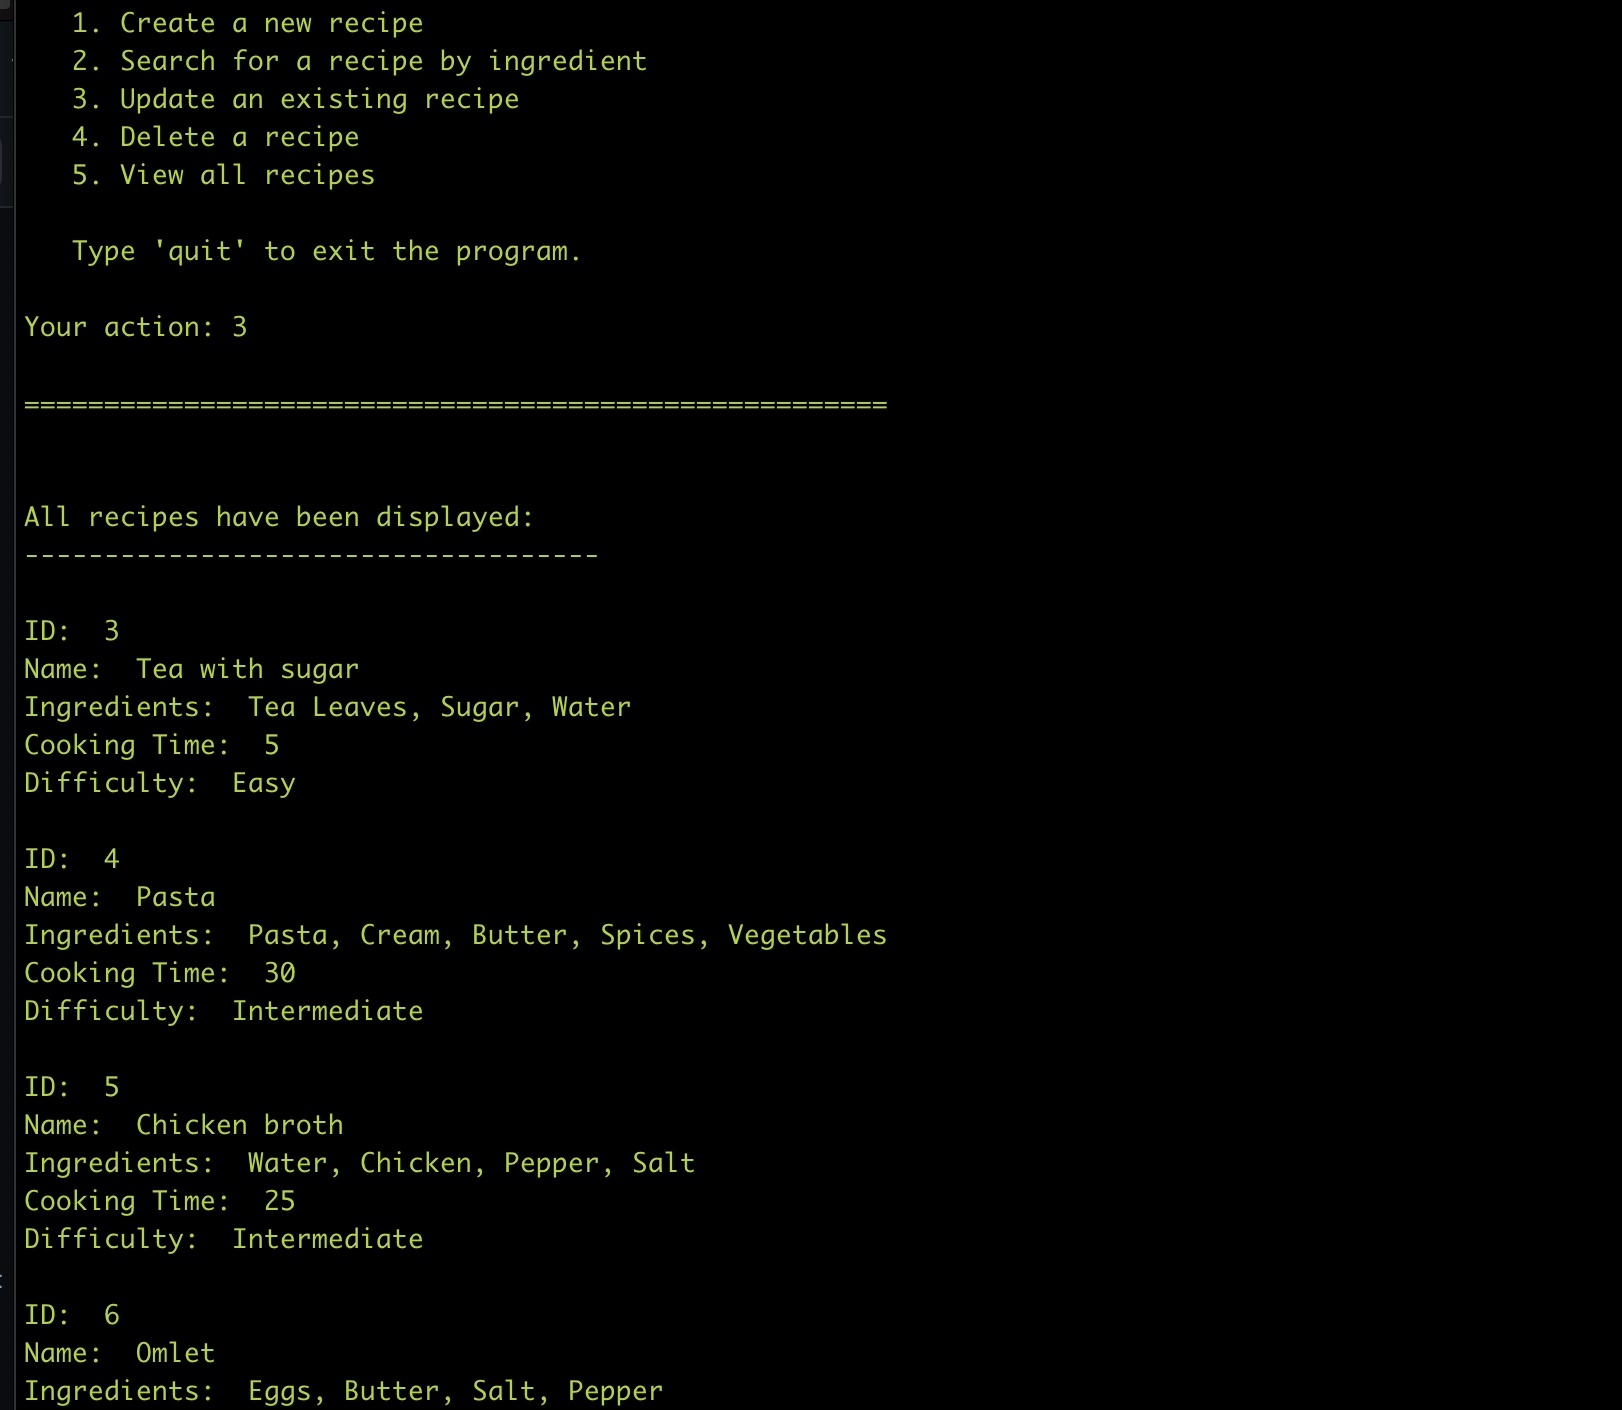 1. Create a new recipe
2. Search for a recipe by ingredient
3. Update an existing recipe
4. Delete a recipe
5. View all recipes
Type 'quit' to exit the program.
Your action: 3
======================================================
All recipes have been displayed:
------------------------------------
ID:  3
Name:  Tea with sugar
Ingredients:  Tea Leaves, Sugar, Water
Cooking Time:  5
Difficulty:  Easy
ID:  4
Name:  Pasta
Ingredients:  Pasta, Cream, Butter, Spices, Vegetables
Cooking Time:  30
Difficulty:  Intermediate
ID:  5
Name:  Chicken broth
Ingredients:  Water, Chicken, Pepper, Salt
Cooking Time:  25
Difficulty:  Intermediate
ID:  6
Name:  Omlet
Ingredients:  Eggs, Butter, Salt, Pepper